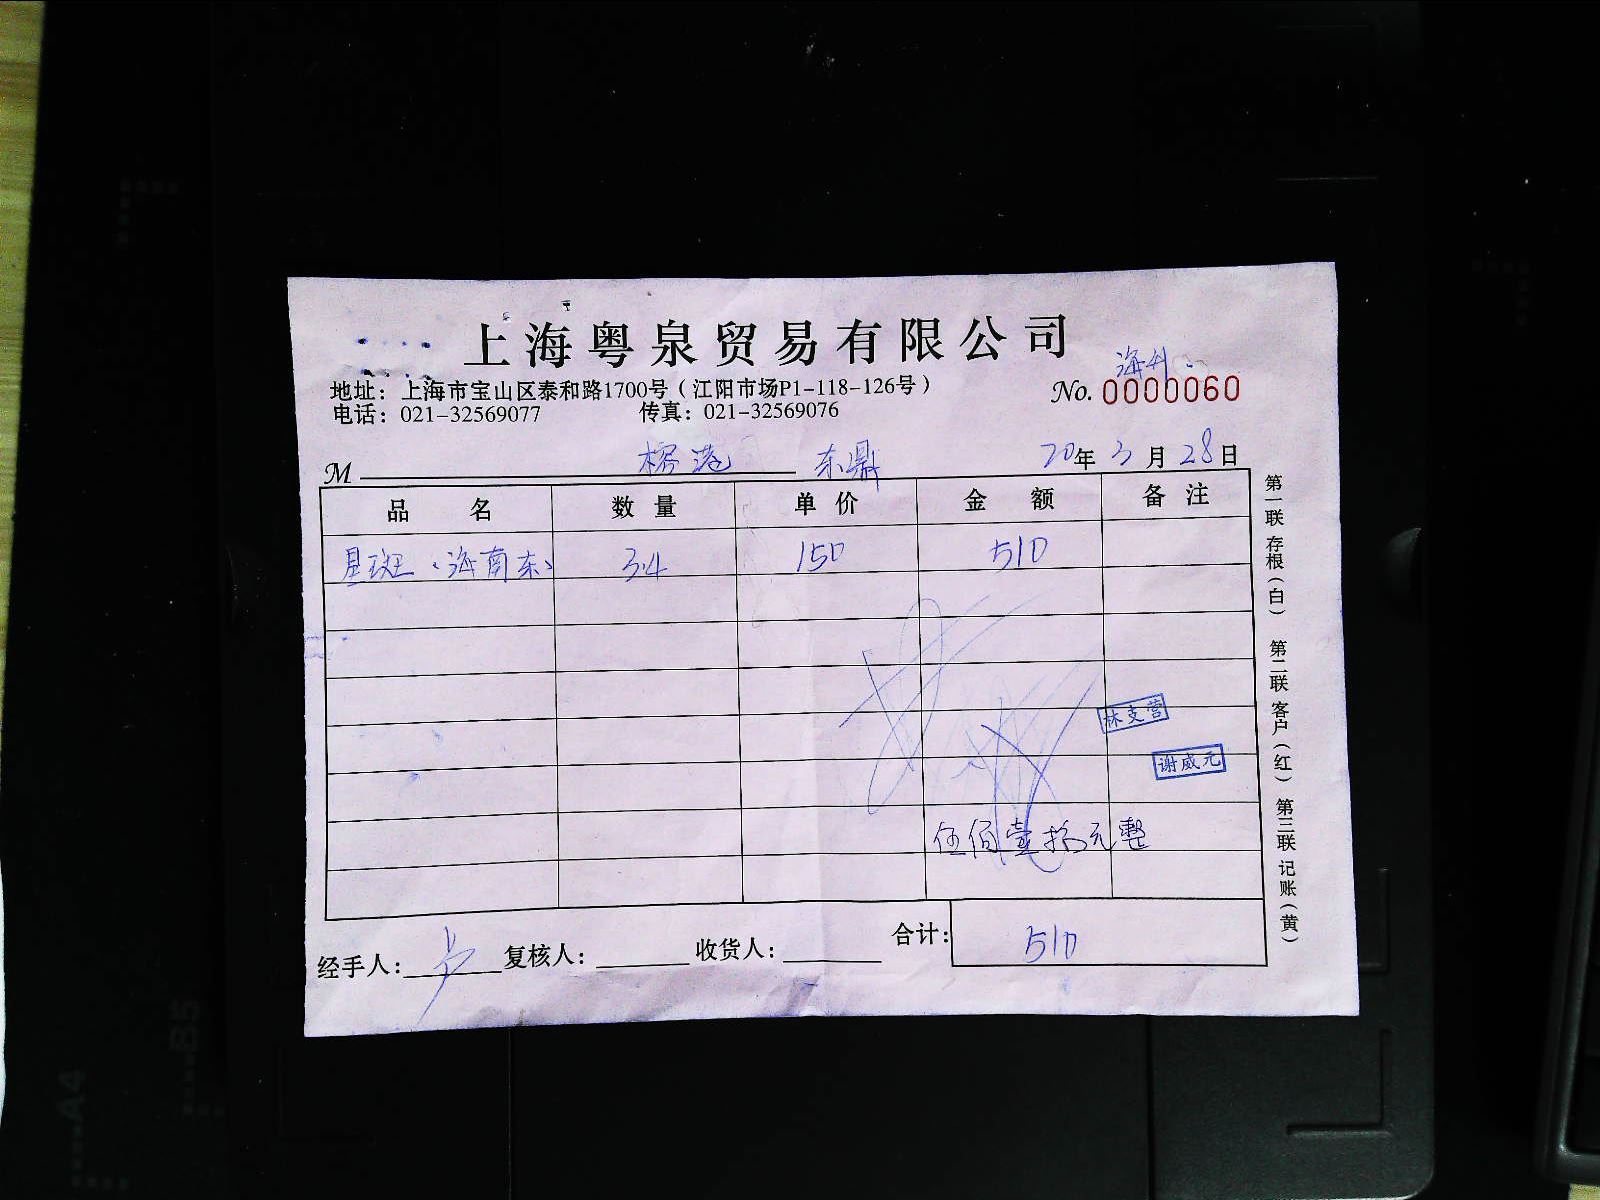 上海粤泉贸易有限公司
地址：上海市宝山区泰和路1700号（江阳市场P1-118-126号）
No. 0000060
电话：021-32569077 传真：021-32569076
M 榕港 东鼎 20年3月28日
品名 数量 单价 金额 备注
星斑（海南东） 3.4 150 510
林支营
谢威元
伍佰壹拾元整
合计： 510
经手人： 复核人： 收货人：
第一联 存根（白） 第二联 客户（红） 第三联 记账（黄）